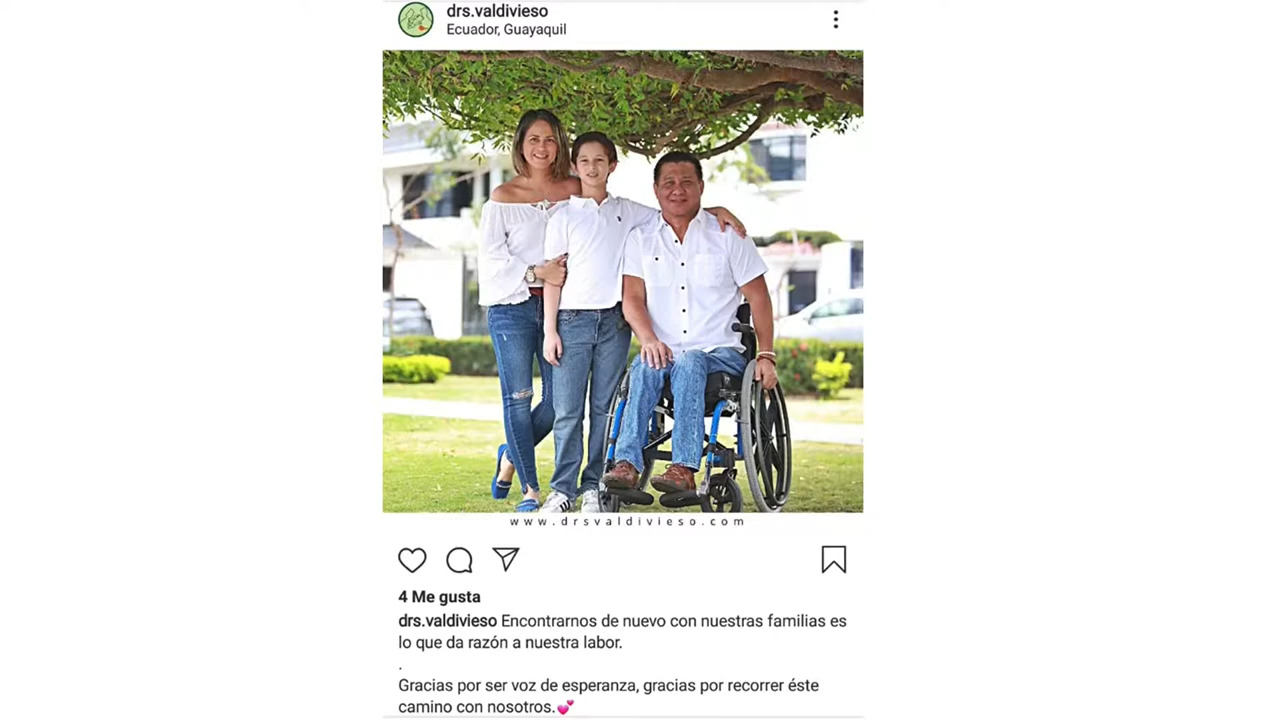 drs.valdivieso
Ecuador, Guayaquil
www.drsvaldivieso.com
4 Me gusta
drs.valdivieso Encontrarnos de nuevo con nuestras familias es
lo que da razón a nuestra labor.
.
Gracias por ser voz de esperanza, gracias por recorrer éste
camino con nosotros.💕